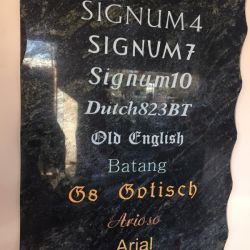 SIGNUM4
SIGNUM7
Signum10
Dutch823BT
Old English
Batang
G8 Gotisch
Arioso
Arial